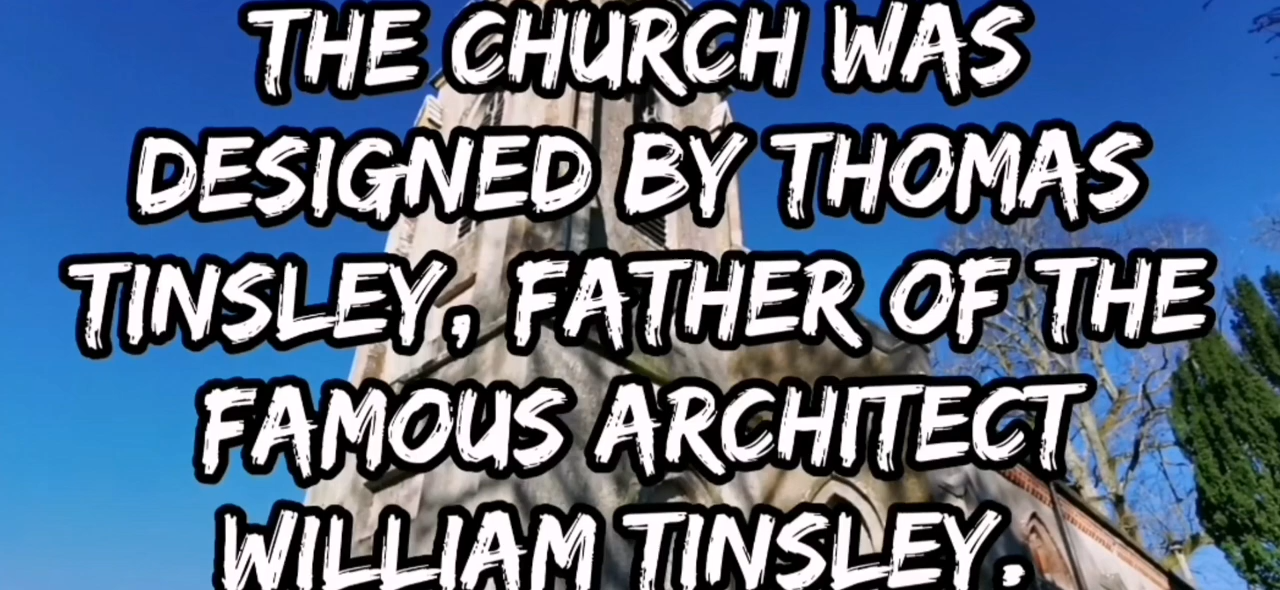 THE CHURCH WAS
DESIGNED BY THOMAS
TINSLEY, FATHER OF THE
FAMOUS ARCHITECT
WILLIAM TINSLEY.